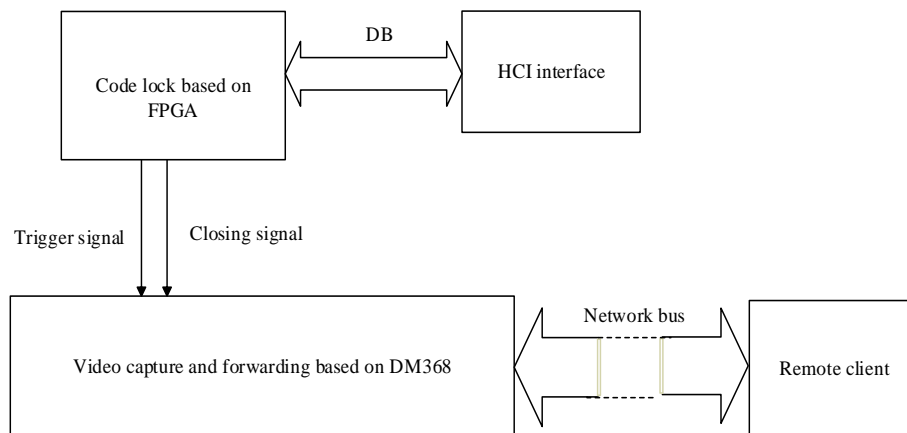 DB
Code lock based on
FPGA
HCI interface
Trigger signal
Closing signal
Network bus
Video capture and forwarding based on DM368
Remote client